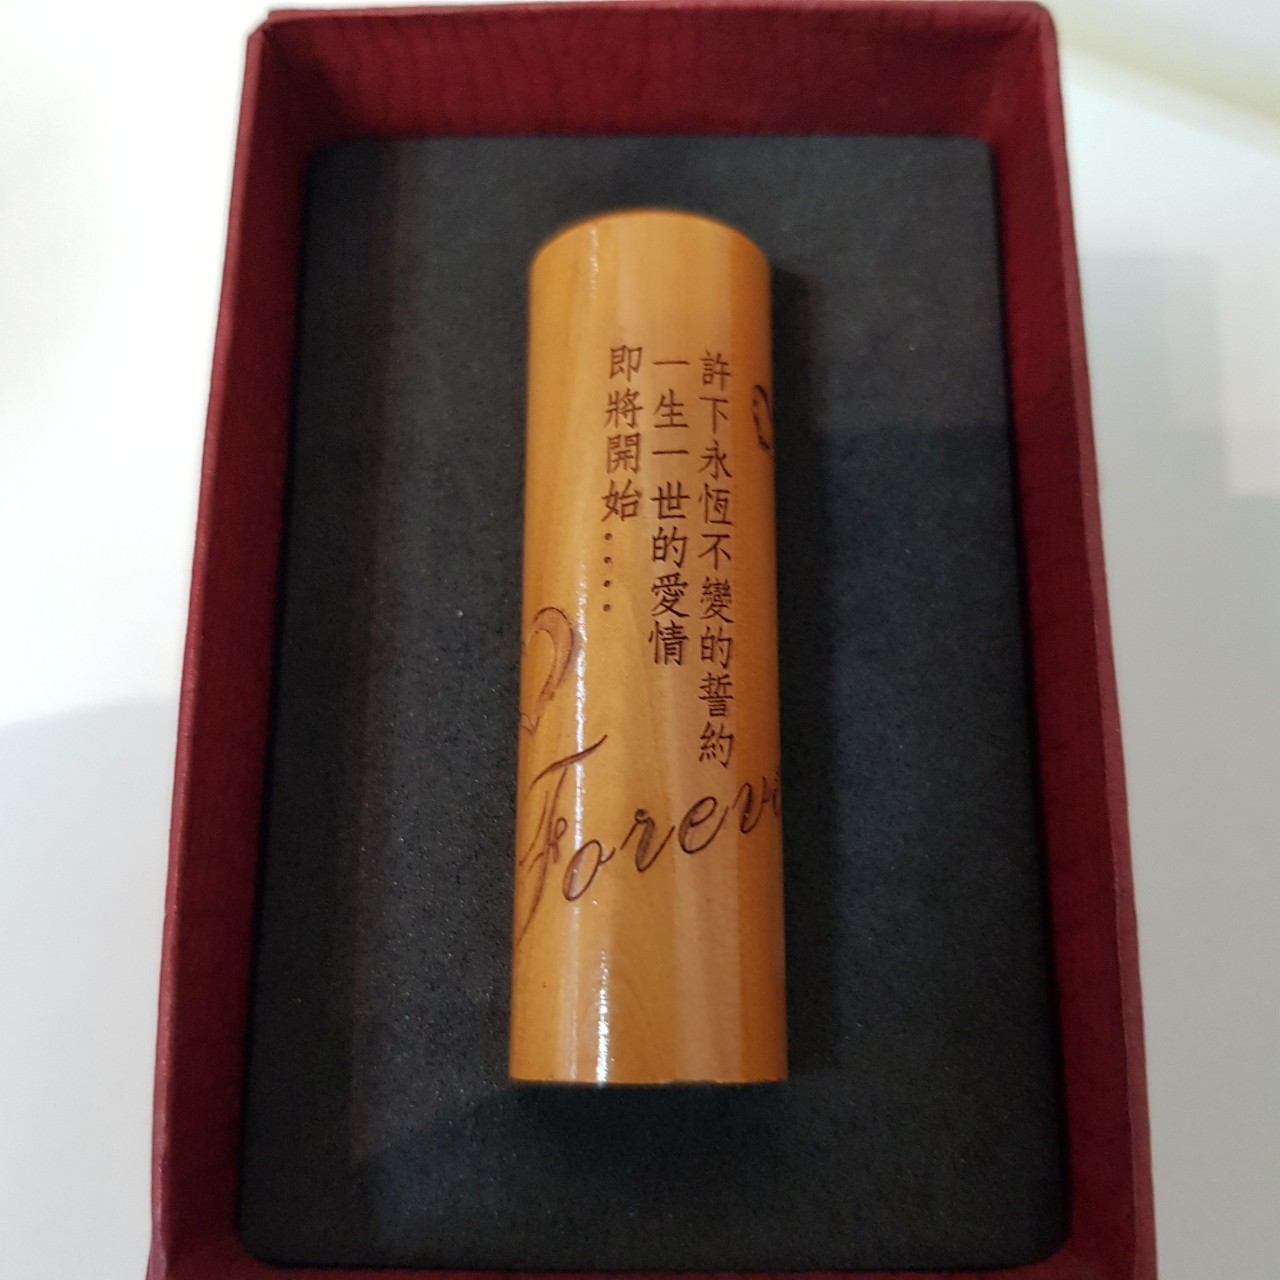 許下永恆不變的誓約
一生一世的愛情
即將開始....
Forev